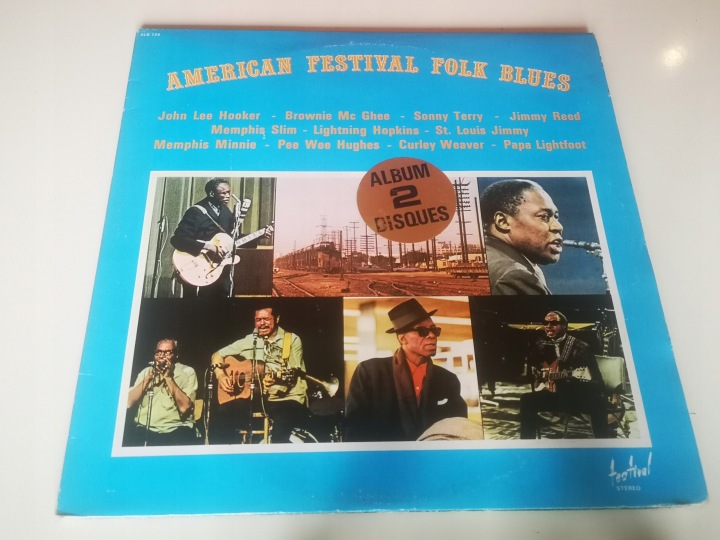 AMERICAN FESTIVAL FOLK BLUES
John Lee Hooker - Brownie Mc Ghee - Sonny Terry - Jimmy Reed
Memphis Slim - Lightning Hopkins - St. Louis Jimmy
Memphis Minnie - Pee Wee Hughes - Curley Weaver - Papa Lightfoot
ALBUM
2
DISQUES
festival
STEREO